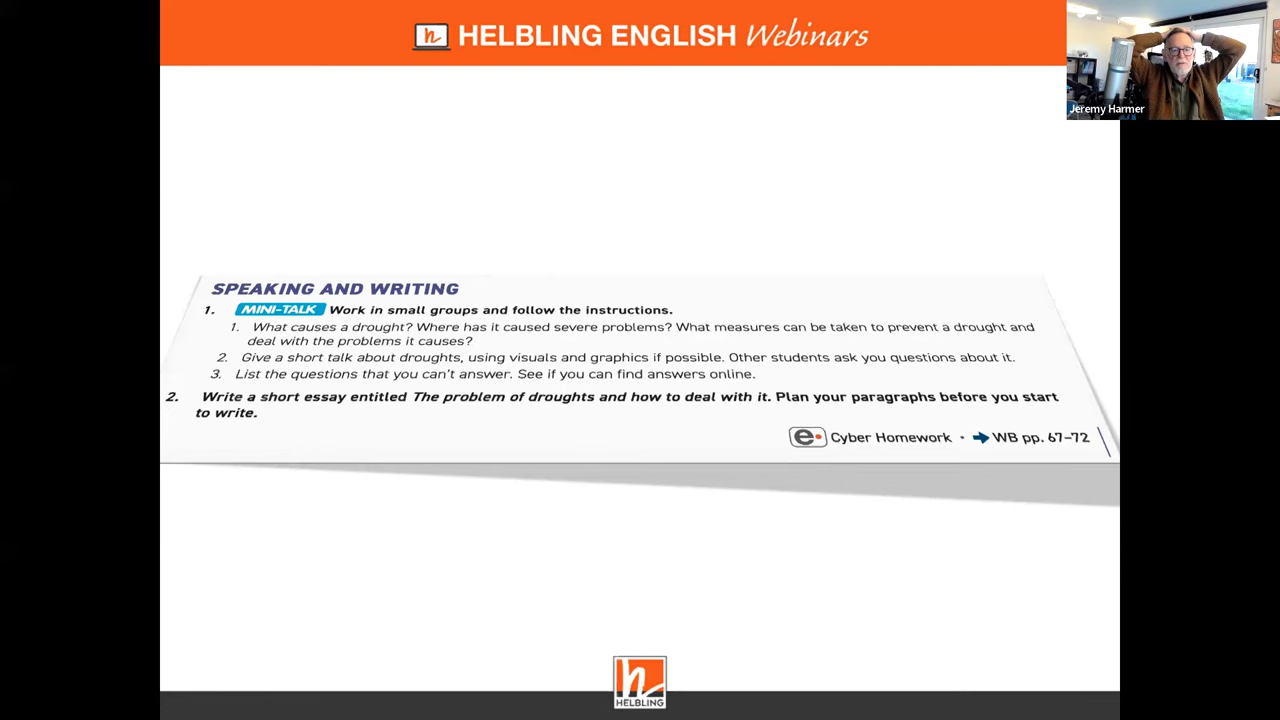 n HELBLING ENGLISH Webinars
Jeremy Harmer
SPEAKING AND WRITING
1. MINI-TALK Work in small groups and follow the instructions.
1. What causes a drought? Where has it caused severe problems? What measures can be taken to prevent a drought and
deal with the problems it causes?
2. Give a short talk about droughts, using visuals and graphics if possible. Other students ask you questions about it.
3. List the questions that you can't answer. See if you can find answers online.
2. Write a short essay entitled The problem of droughts and how to deal with it. Plan your paragraphs before you start
to write.
e• Cyber Homework • WB pp. 67–72
h
HELBLING